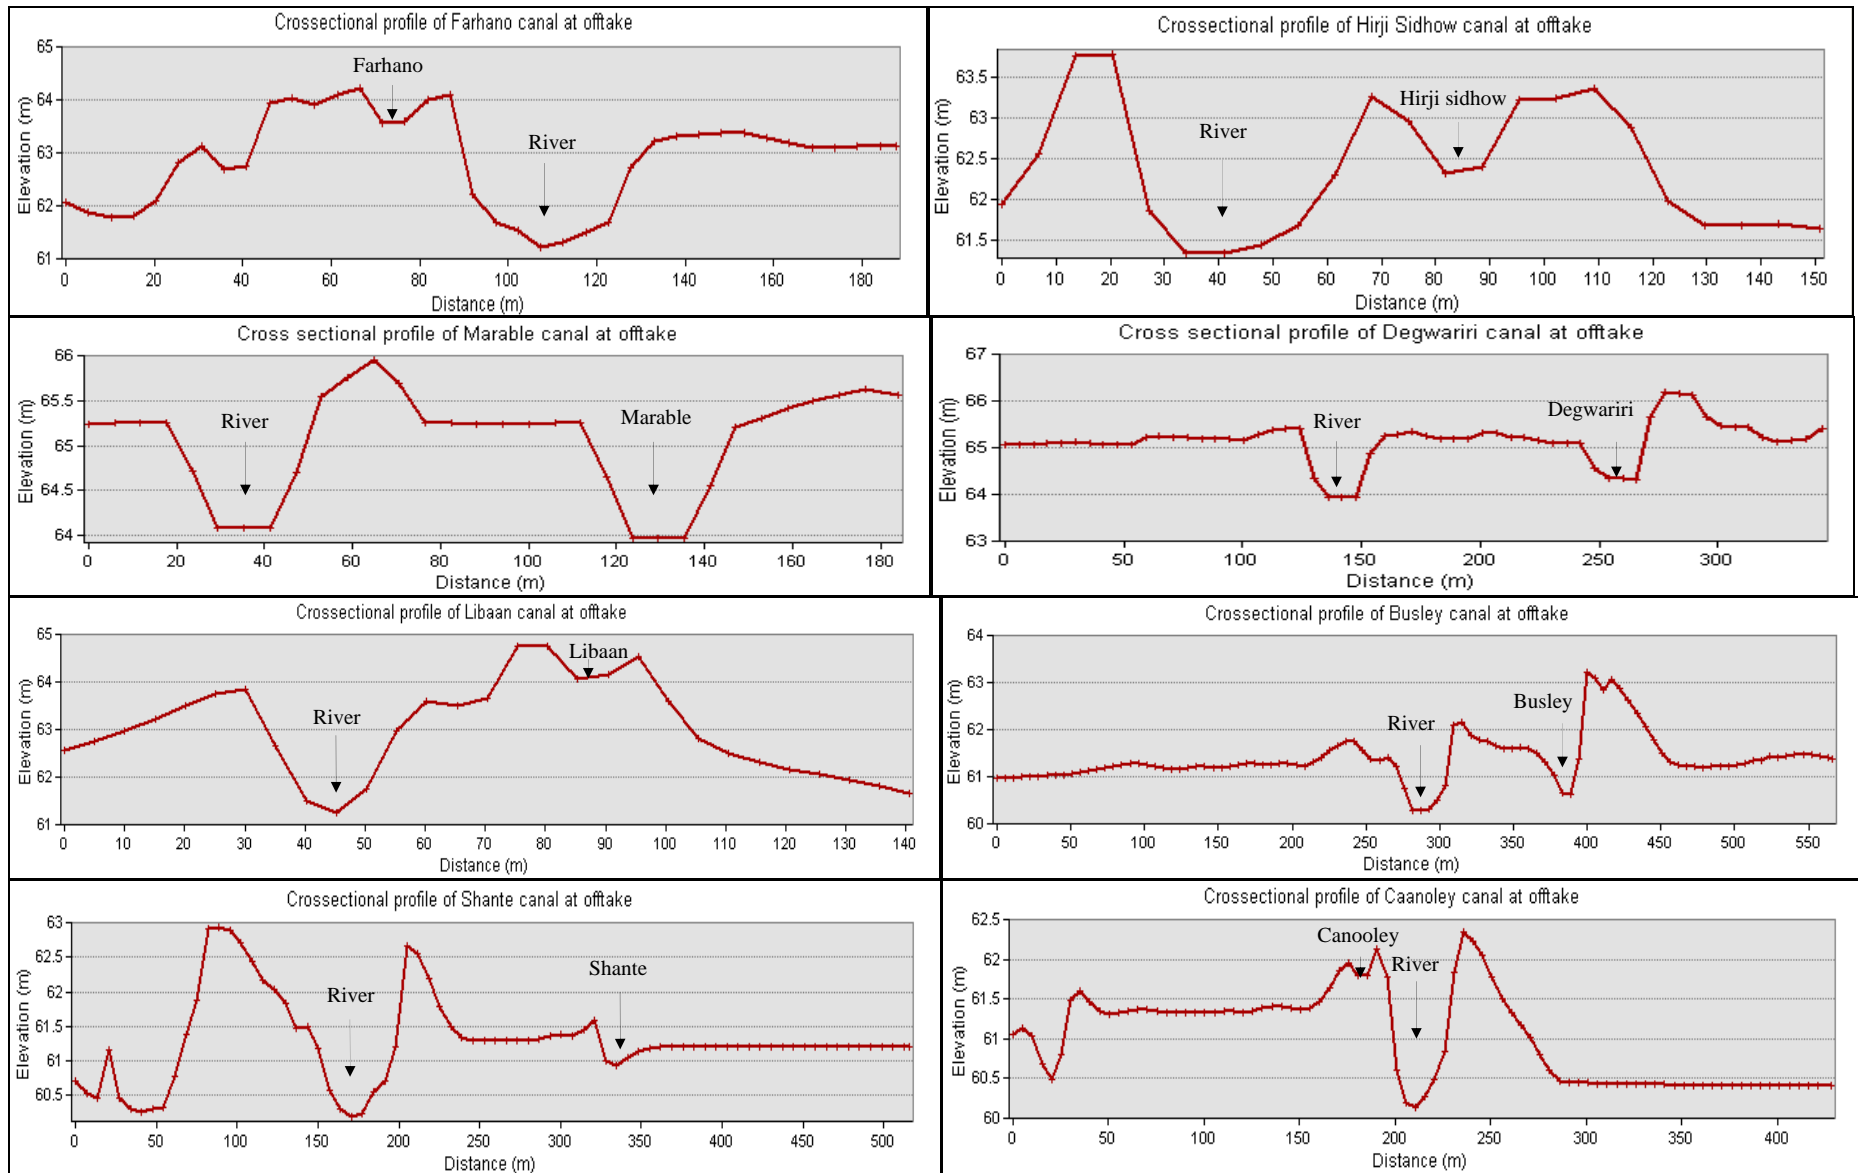 Crossectional profile of Farhano canal at offtake
65
64
63
62
61
Elevation (m)
Farhano
River
0 20 40 60 80 100 120 140 160 180
Distance (m)
Crossectional profile of Hirji Sidhow canal at offtake
63.5
63
62.5
62
61.5
Elevation (m)
River
Hirji sidhow
0 10 20 30 40 50 60 70 80 90 100 110 120 130 140 150
Distance (m)
Cross sectional profile of Marable canal at offtake
66
65.5
65
64.5
64
Elevation (m)
River
Marable
0 20 40 60 80 100 120 140 160 180
Distance (m)
Cross sectional profile of Degwariri canal at offtake
67
66
65
64
63
Elevation (m)
River
Degwariri
0 50 100 150 200 250 300
Distance (m)
Crossectional profile of Libaan canal at offtake
65
64
63
62
61
Elevation (m)
River
Libaan
0 10 20 30 40 50 60 70 80 90 100 110 120 130 140
Distance (m)
Crossectional profile of Busley canal at offtake
64
63
62
61
60
Elevation (m)
River
Busley
0 50 100 150 200 250 300 350 400 450 500 550
Distance (m)
Crossectional profile of Shante canal at offtake
63
62.5
62
61.5
61
60.5
Elevation (m)
River
Shante
0 50 100 150 200 250 300 350 400 450 500
Distance (m)
Crossectional profile of Caanoley canal at offtake
62.5
62
61.5
61
60.5
60
Elevation (m)
Canooley
River
0 50 100 150 200 250 300 350 400
Distance (m)